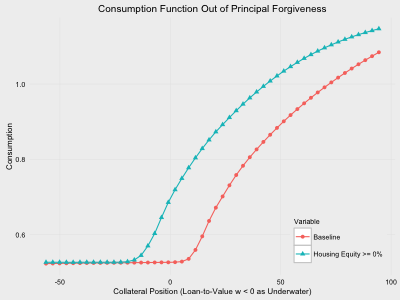 Consumption Function Out of Principal Forgiveness
Consumption
1.0
0.8
0.6
Variable
Baseline
Housing Equity >= 0%
-50
0
50
100
Collateral Position (Loan-to-Value w < 0 as Underwater)